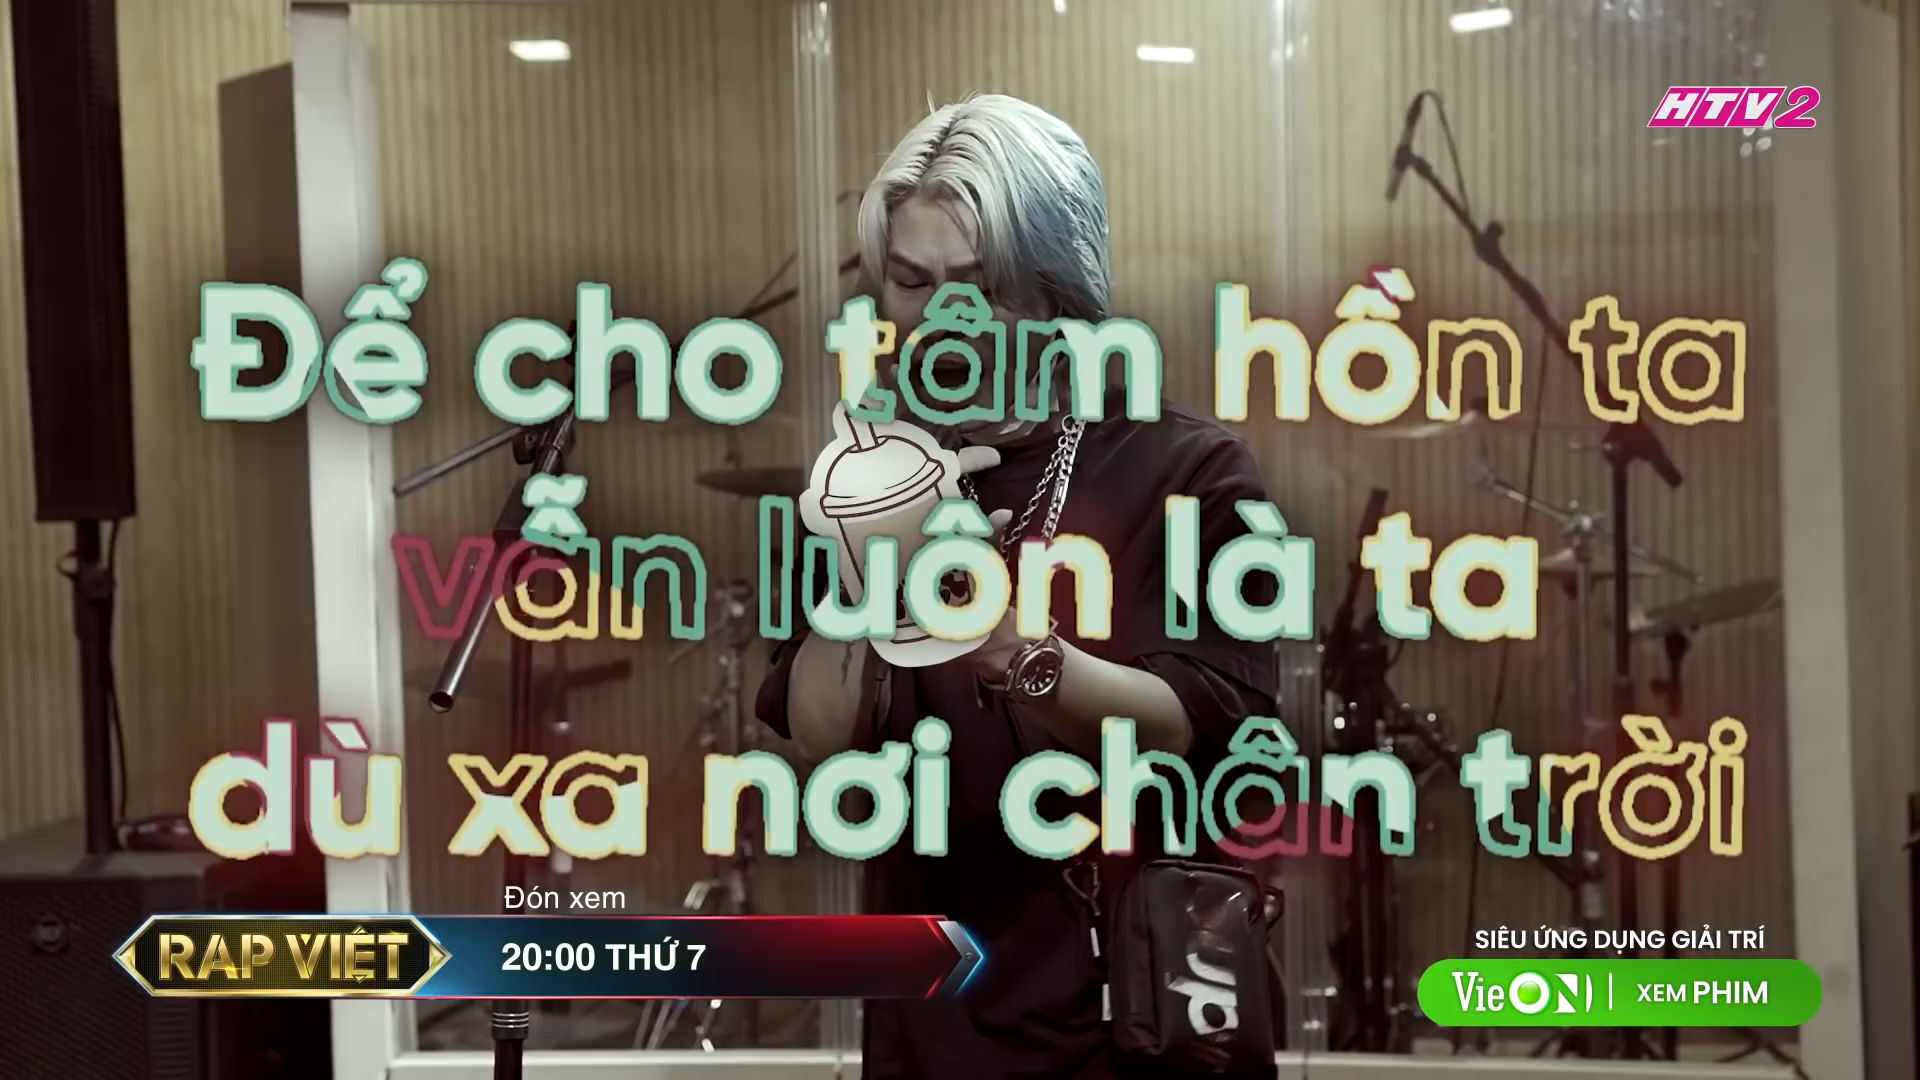 HTV2
Để cho tâm hồn ta
vẫn luôn là ta
dù xa nơi chân trời
Đón xem
RAP VIỆT
20:00 THỨ 7
SIÊU ỨNG DỤNG GIẢI TRÍ
VieON | XEM PHIM